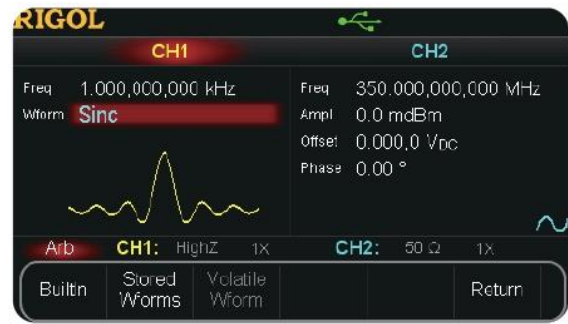 RIGOL
CH1
CH2
Freq 1.000,000,000 kHz
Wform Sinc
Freq 350.000,000,000 MHz
Ampl 0.0 mdBm
Offset 0.000,0 VDC
Phase 0.00 °
Arb CH1: HighZ 1X CH2: 50 Ω 1X
Builtin
Stored Wforms
Volatile Wform
Return